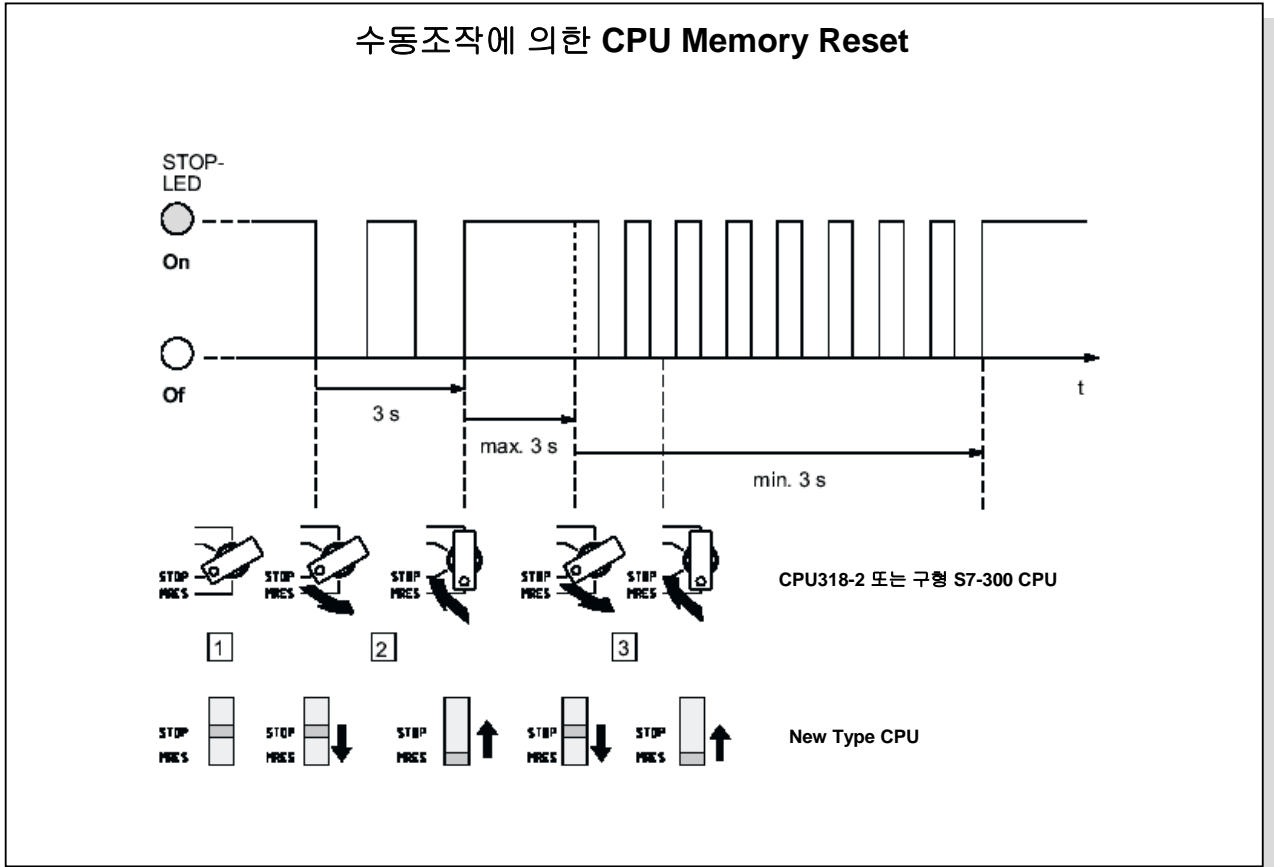 수동조작에 의한 CPU Memory Reset
STOP-
LED
On
Of
t
3 s
max. 3 s
min. 3 s
STOP
MRES
STOP
MRES
STOP
MRES
STOP
MRES
STOP
MRES
CPU318-2 또는 구형 S7-300 CPU
1
2
3
STOP
MRES
STOP
MRES
STOP
MRES
STOP
MRES
STOP
MRES
New Type CPU